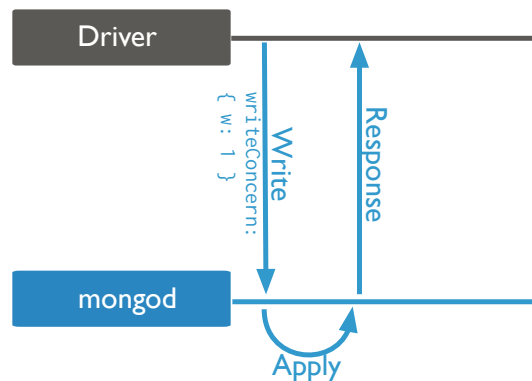 Driver
Write
writeConcern:
{ w: 1 }
Response
mongod
Apply